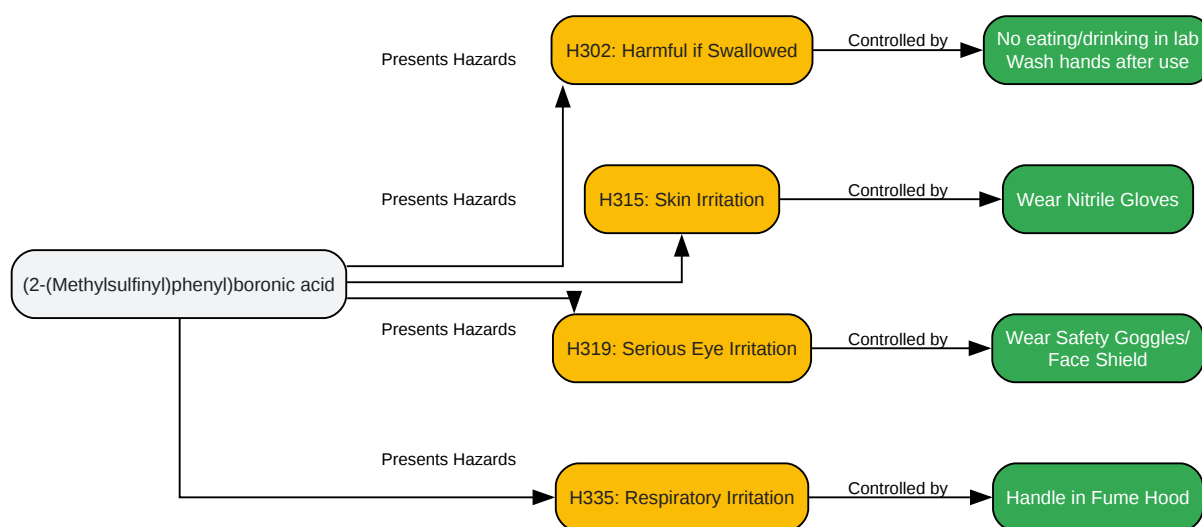 Presents Hazards
H302: Harmful if Swallowed
Controlled by
No eating/drinking in lab
Wash hands after use
Presents Hazards
H315: Skin Irritation
Controlled by
Wear Nitrile Gloves
(2-(Methylsulfinyl)phenyl)boronic acid
Presents Hazards
H319: Serious Eye Irritation
Controlled by
Wear Safety Goggles/
Face Shield
Presents Hazards
H335: Respiratory Irritation
Controlled by
Handle in Fume Hood